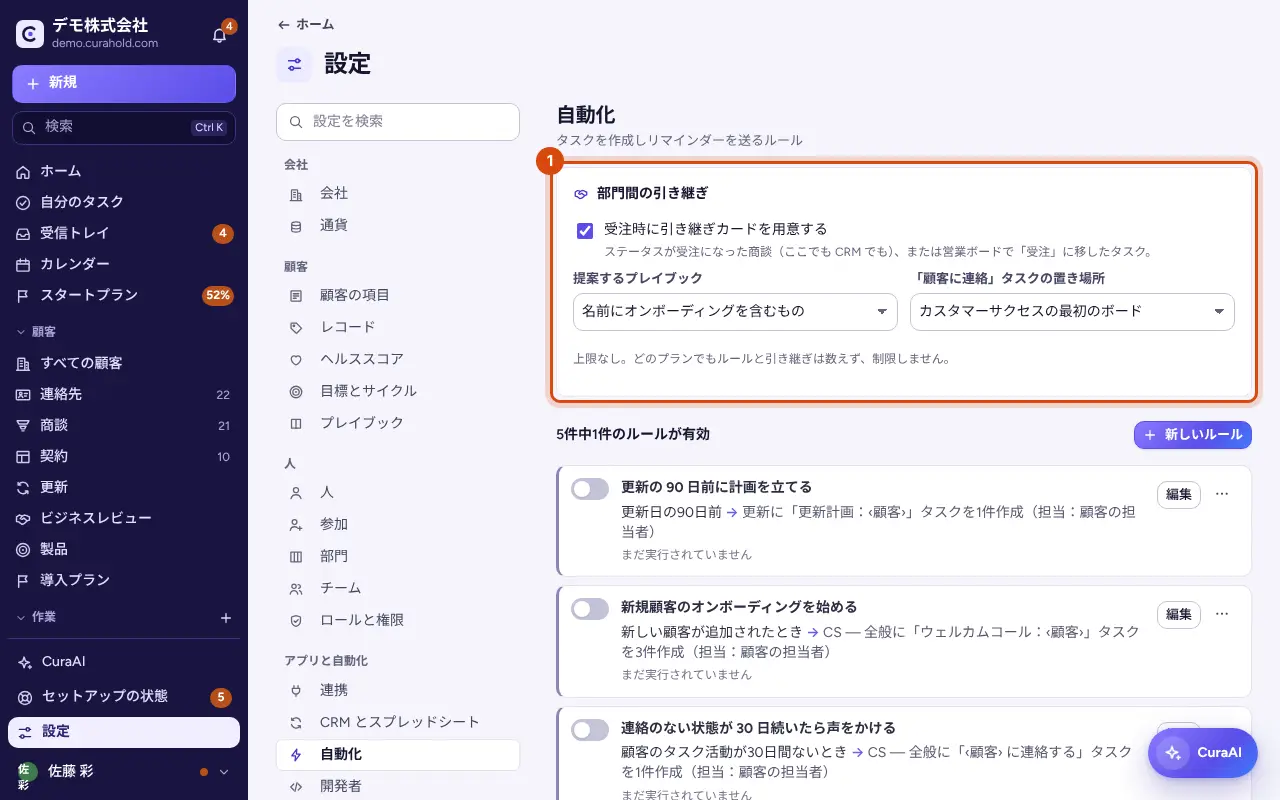 デモ株式会社
demo.curahold.com
4
+ 新規
検索
Ctrl K
ホーム
自分のタスク
受信トレイ
4
カレンダー
スタートプラン
52%
顧客
すべての顧客
連絡先
22
商談
21
契約
10
更新
ビジネスレビュー
製品
導入プラン
作業
+
CuraAI
セットアップの状態
5
設定
佐彩
佐藤 彩
← ホーム
設定
設定を検索
会社
会社
通貨
顧客
顧客の項目
レコード
ヘルススコア
目標とサイクル
プレイブック
人
人
参加
部門
チーム
ロールと権限
アプリと自動化
連携
CRM とスプレッドシート
自動化
開発者
自動化
タスクを作成しリマインダーを送るルール
1
部門間の引き継ぎ
受注時に引き継ぎカードを用意する
ステータスが受注になった商談（ここでも CRM でも）、または営業ボードで「受注」に移したタスク。
提案するプレイブック
名前にオンボーディングを含むもの
「顧客に連絡」タスクの置き場所
カスタマーサクセスの最初のボード
上限なし。どのプランでもルールと引き継ぎは数えず、制限しません。
5件中1件のルールが有効
+ 新しいルール
更新の 90 日前に計画を立てる
更新日の90日前 → 更新に「更新計画：‹顧客›」タスクを1件作成（担当：顧客の担
当者）
まだ実行されていません
編集
…
新規顧客のオンボーディングを始める
新しい顧客が追加されたとき → CS — 全般に「ウェルカムコール：‹顧客›」タスク
を3件作成（担当：顧客の担当者）
まだ実行されていません
編集
…
連絡のない状態が 30 日続いたら声をかける
顧客のタスク活動が30日間ないとき → CS — 全般に「‹顧客› に連絡する」タスク
を1件作成（担当：顧客の担当者）
まだ実行されていません
CuraAI